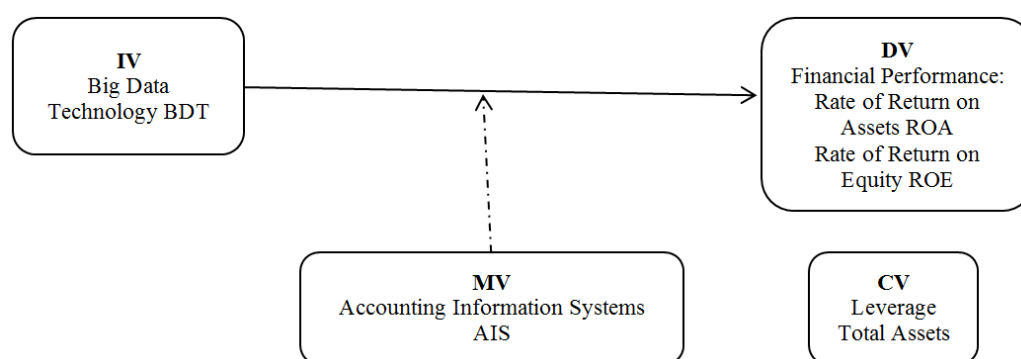 IV
Big Data
Technology BDT
DV
Financial Performance:
Rate of Return on
Assets ROA
Rate of Return on
Equity ROE
MV
Accounting Information Systems
AIS
CV
Leverage
Total Assets